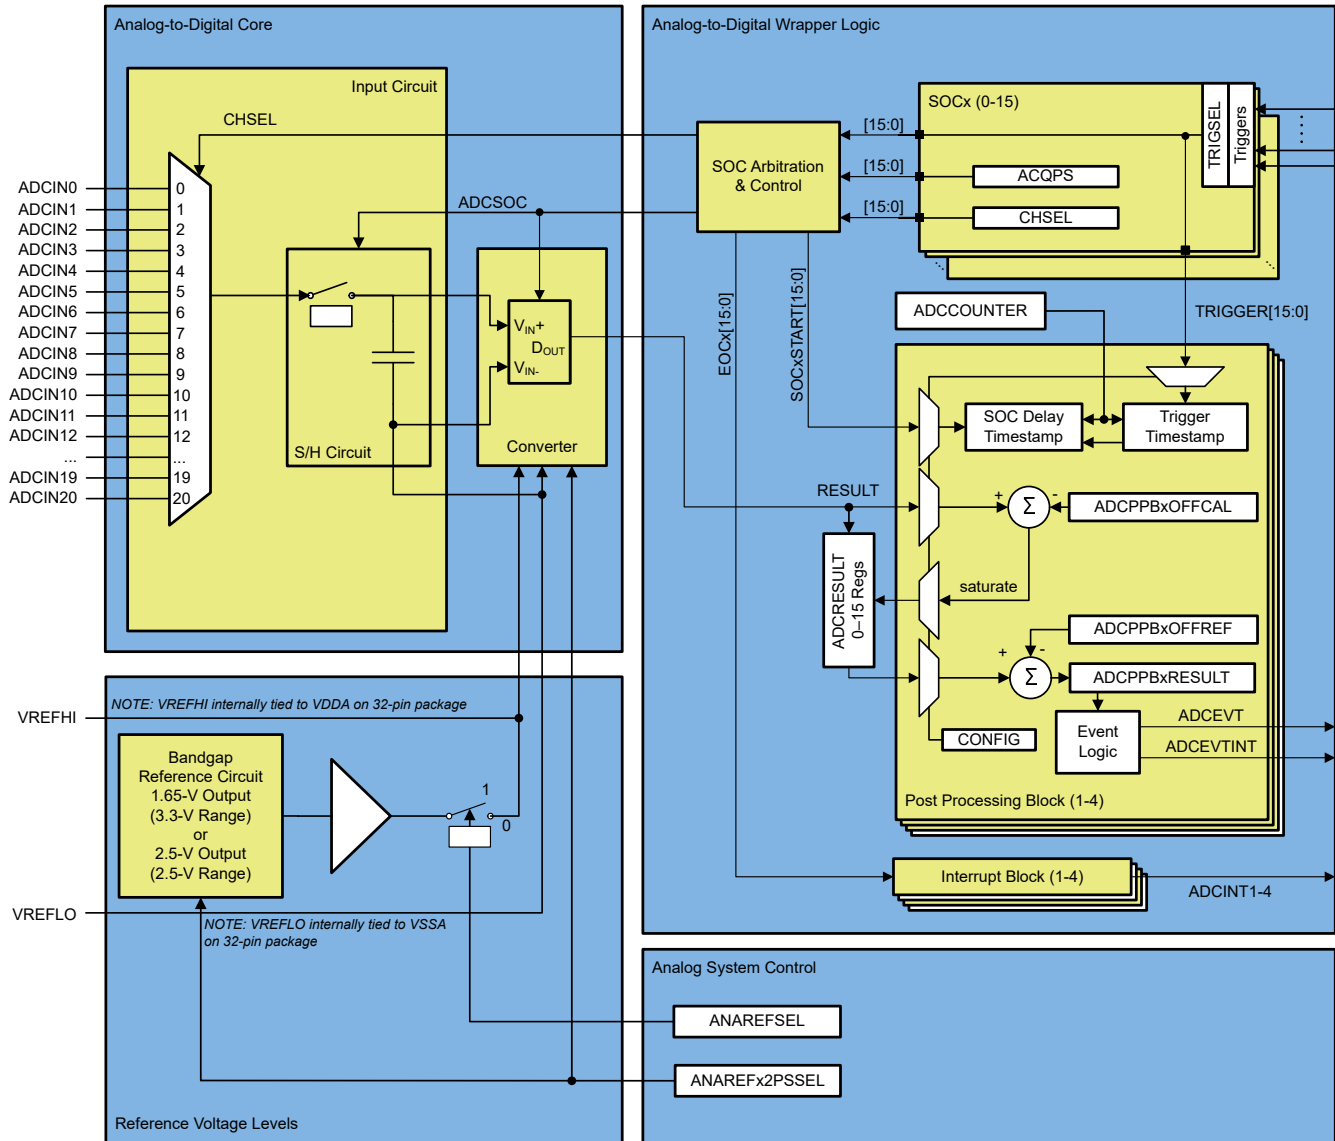 Analog-to-Digital Core
Input Circuit
CHSEL
ADCIN0
ADCIN1
ADCIN2
ADCIN3
ADCIN4
ADCIN5
ADCIN6
ADCIN7
ADCIN8
ADCIN9
ADCIN10
ADCIN11
ADCIN12
...
ADCIN19
ADCIN20
0
1
2
3
4
5
6
7
8
9
10
11
12
...
19
20
ADCSOC
S/H Circuit
VIN+
DOUT
VIN-
Converter
Analog-to-Digital Wrapper Logic
SOC Arbitration
& Control
[15:0]
[15:0]
[15:0]
SOCx (0-15)
ACQPS
CHSEL
TRIGSEL
Triggers
EOCx[15:0]
SOCxSTART[15:0]
ADCCOUNTER
TRIGGER[15:0]
SOC Delay
Timestamp
Trigger
Timestamp
RESULT
+
Σ
-
ADCPPBxOFFCAL
ADCRESULT
0–15 Regs
saturate
ADCPPBxOFFREF
+
-
Σ
ADCPPBxRESULT
CONFIG
Event
Logic
ADCEVT
ADCEVTINT
Post Processing Block (1-4)
Interrupt Block (1-4)
ADCINT1-4
VREFHI
NOTE: VREFHI internally tied to VDDA on 32-pin package
Bandgap
Reference Circuit
1.65-V Output
(3.3-V Range)
or
2.5-V Output
(2.5-V Range)
1
0
VREFLO
NOTE: VREFLO internally tied to VSSA
on 32-pin package
Reference Voltage Levels
Analog System Control
ANAREFSEL
ANAREFx2PSSEL